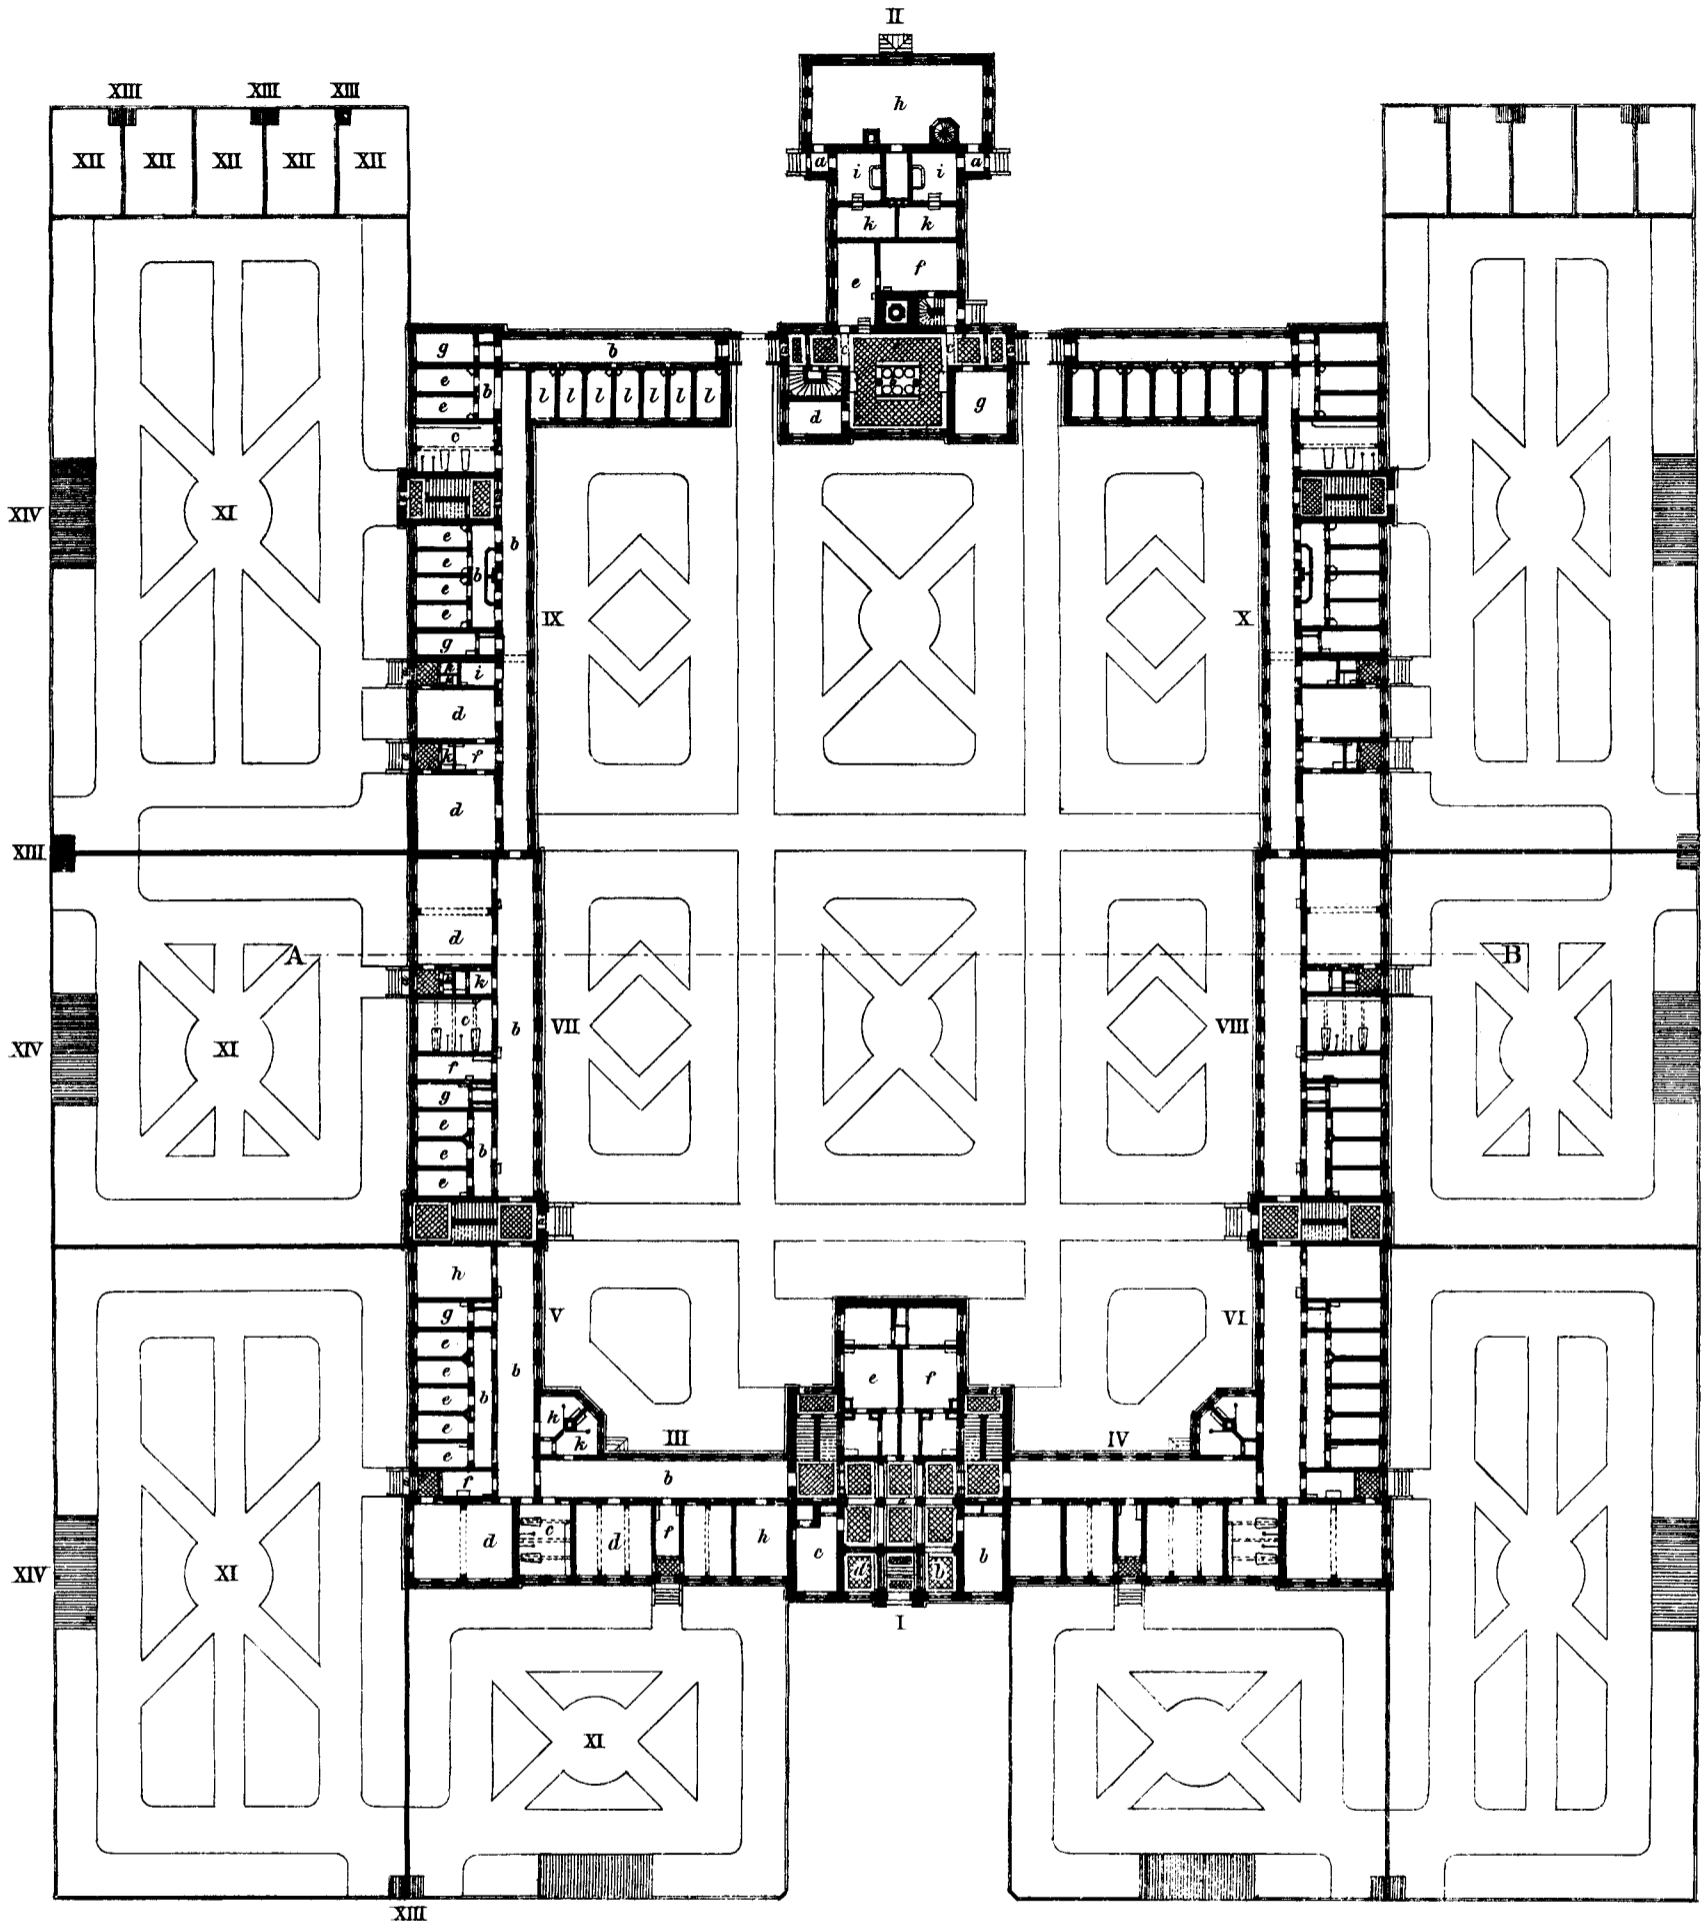 II
XIII XIII XIII
h
XII XII XII XII XII
a i i a
k k
e f
g b
e b l l l l l l l
e
c d g
XIV XI
e b
e
e b
e
IX X
g
i
d
k f
d
XIII
d
A B
k
c b VII VIII
XIV XI
f
g
e
e b
e
h
g V VI
e
e b e f
e b
e h
e k
III IV
f b a
d c d f h c b
XIV XI
d b
I
XI
XIII